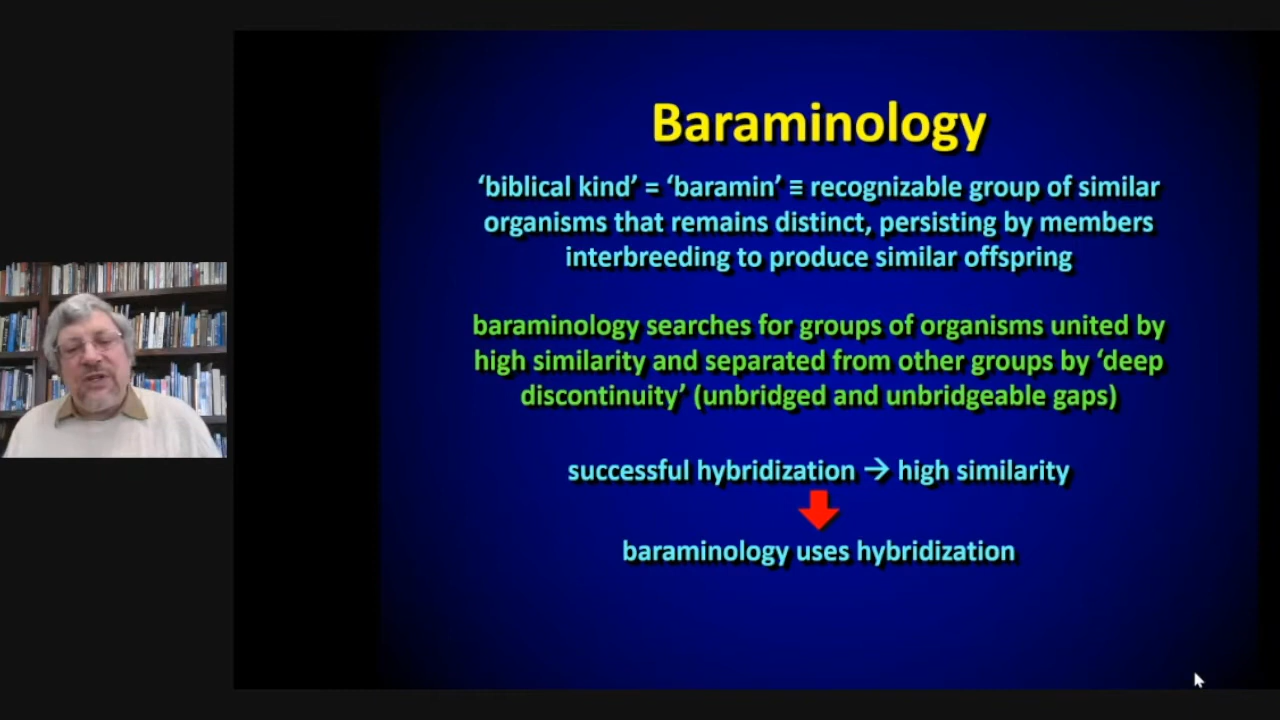 Baraminology
‘biblical kind’ = ‘baramin’ ≡ recognizable group of similar
organisms that remains distinct, persisting by members
interbreeding to produce similar offspring
baraminology searches for groups of organisms united by
high similarity and separated from other groups by ‘deep
discontinuity’ (unbridged and unbridgeable gaps)
successful hybridization → high similarity
baraminology uses hybridization